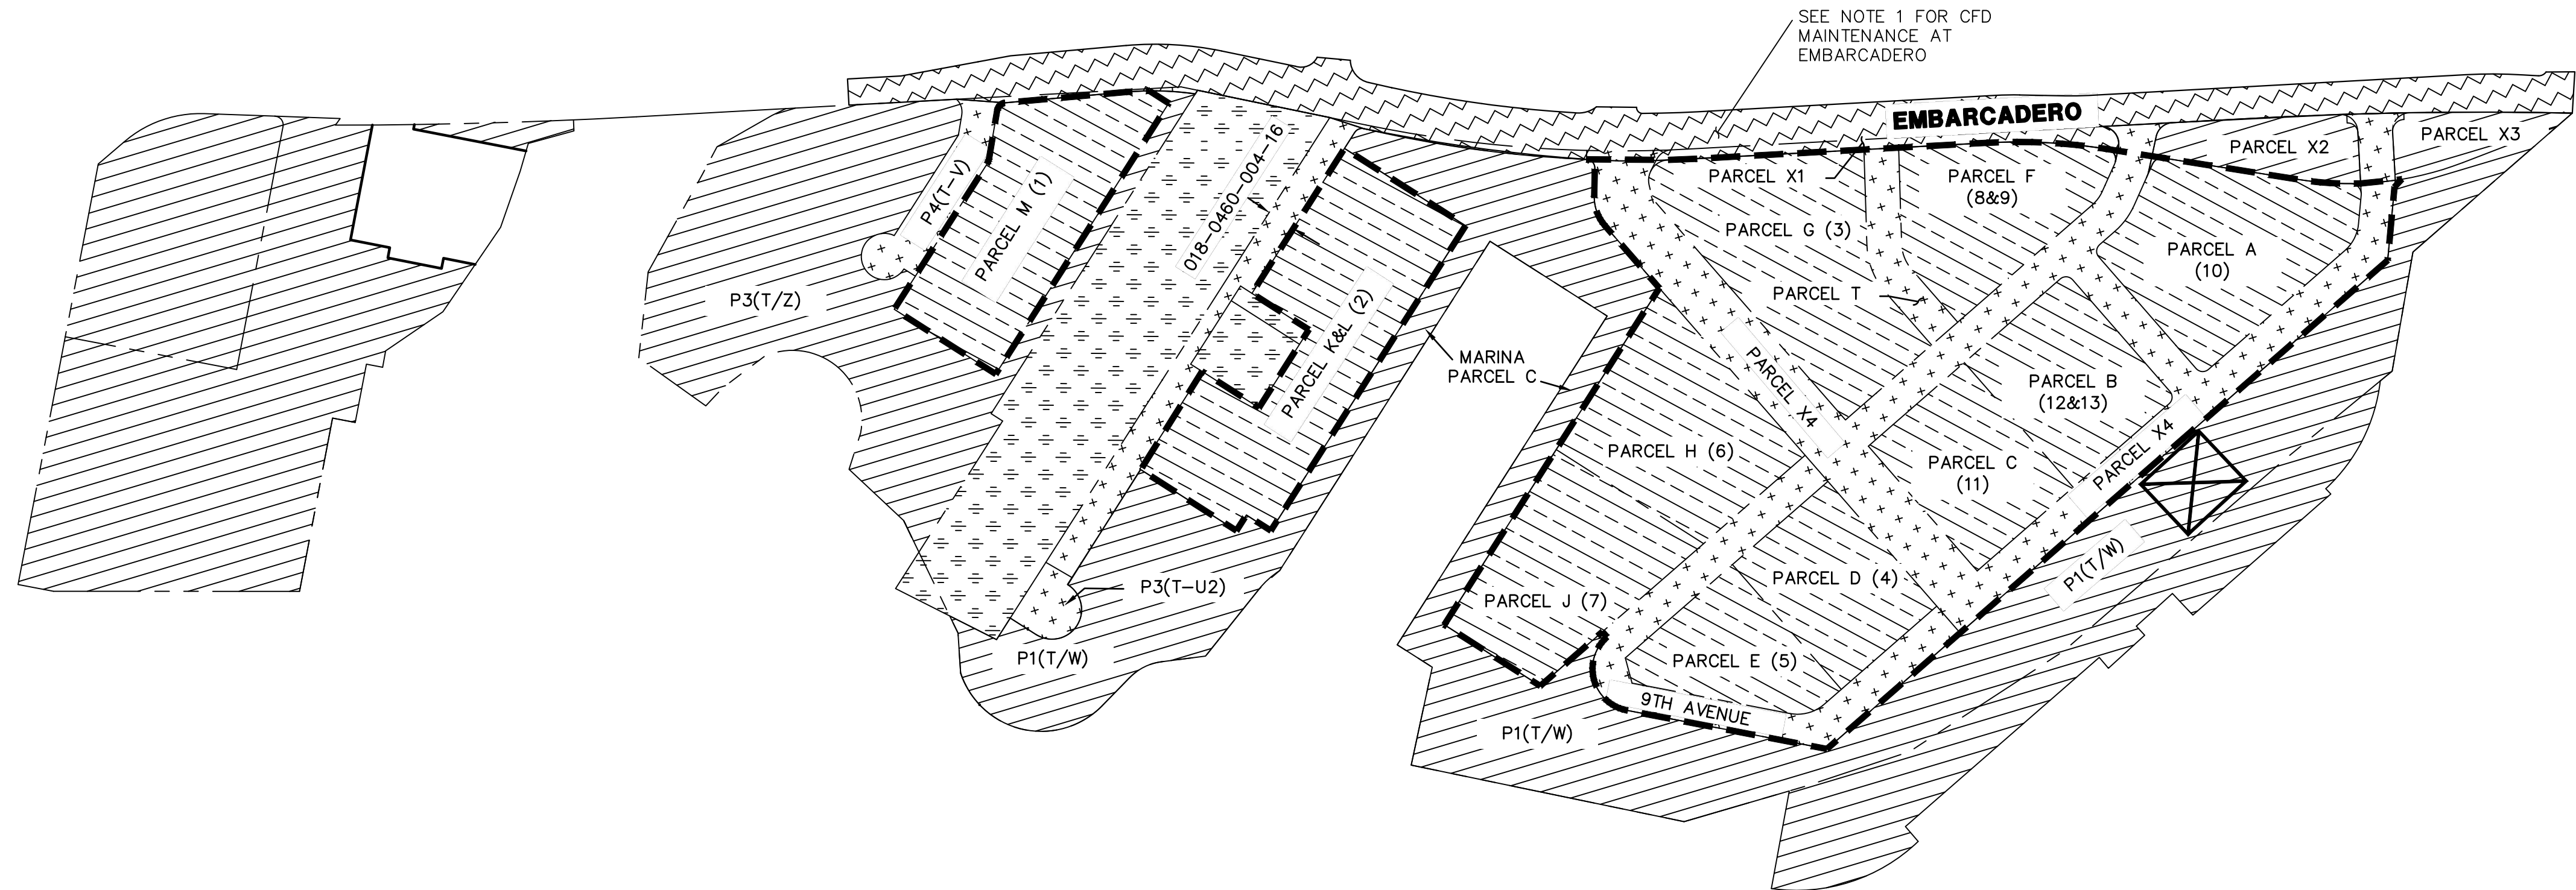 SEE NOTE 1 FOR CFD
MAINTENANCE AT
EMBARCADERO
EMBARCADERO
PARCEL X3
PARCEL X2
PARCEL X1
PARCEL F
(8&9)
P4(T-V)
PARCEL M (1)
018-0460-004-16
PARCEL G (3)
PARCEL A
(10)
P3(T/Z)
PARCEL T
PARCEL K&L (2)
MARINA
PARCEL C
PARCEL X4
PARCEL B
(12&13)
PARCEL H (6)
PARCEL C
(11)
PARCEL X4
P1(T/W)
PARCEL D (4)
P3(T-U2)
PARCEL J (7)
P1(T/W)
PARCEL E (5)
9TH AVENUE
P1(T/W)